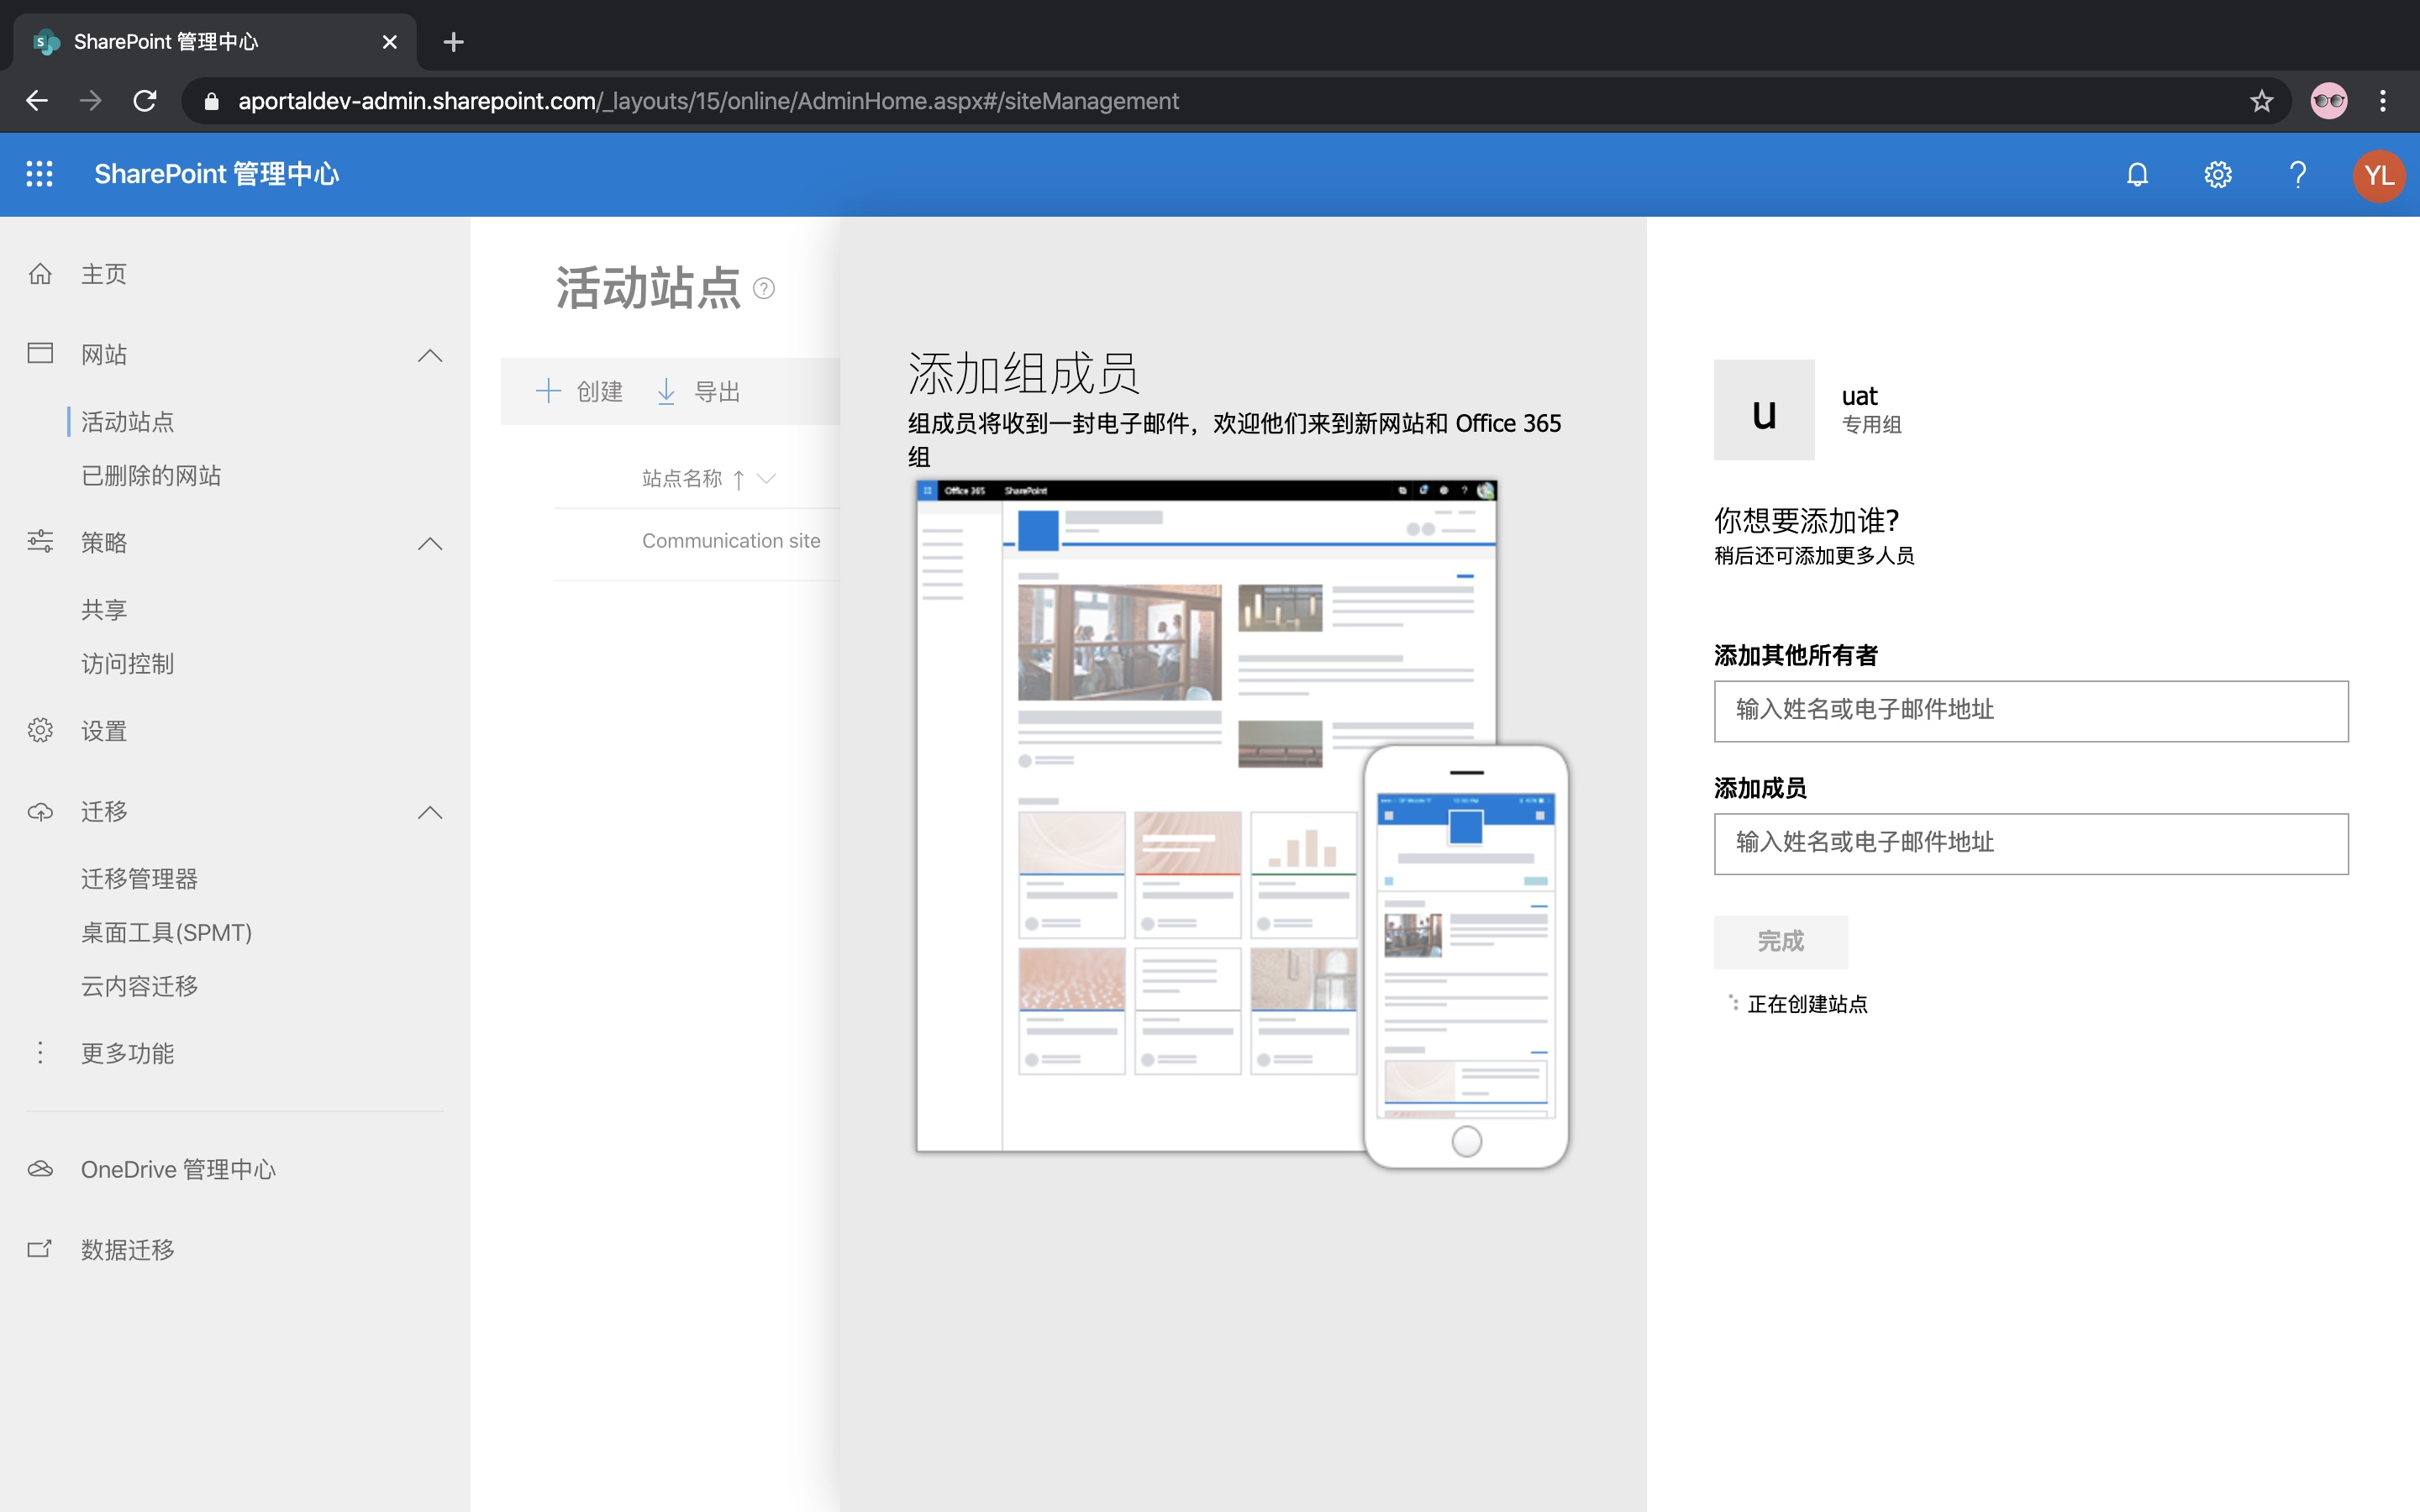 SharePoint 管理中心
aportaldev-admin.sharepoint.com/_layouts/15/online/AdminHome.aspx#/siteManagement
SharePoint 管理中心
YL
主页
网站
活动站点
已删除的网站
策略
共享
访问控制
设置
迁移
迁移管理器
桌面工具(SPMT)
云内容迁移
更多功能
OneDrive 管理中心
数据迁移
活动站点
创建
导出
站点名称
Communication site
添加组成员
组成员将收到一封电子邮件，欢迎他们来到新网站和 Office 365
组
Office 365 SharePoint
u
uat
专用组
你想要添加谁?
稍后还可添加更多人员
添加其他所有者
输入姓名或电子邮件地址
添加成员
输入姓名或电子邮件地址
完成
正在创建站点